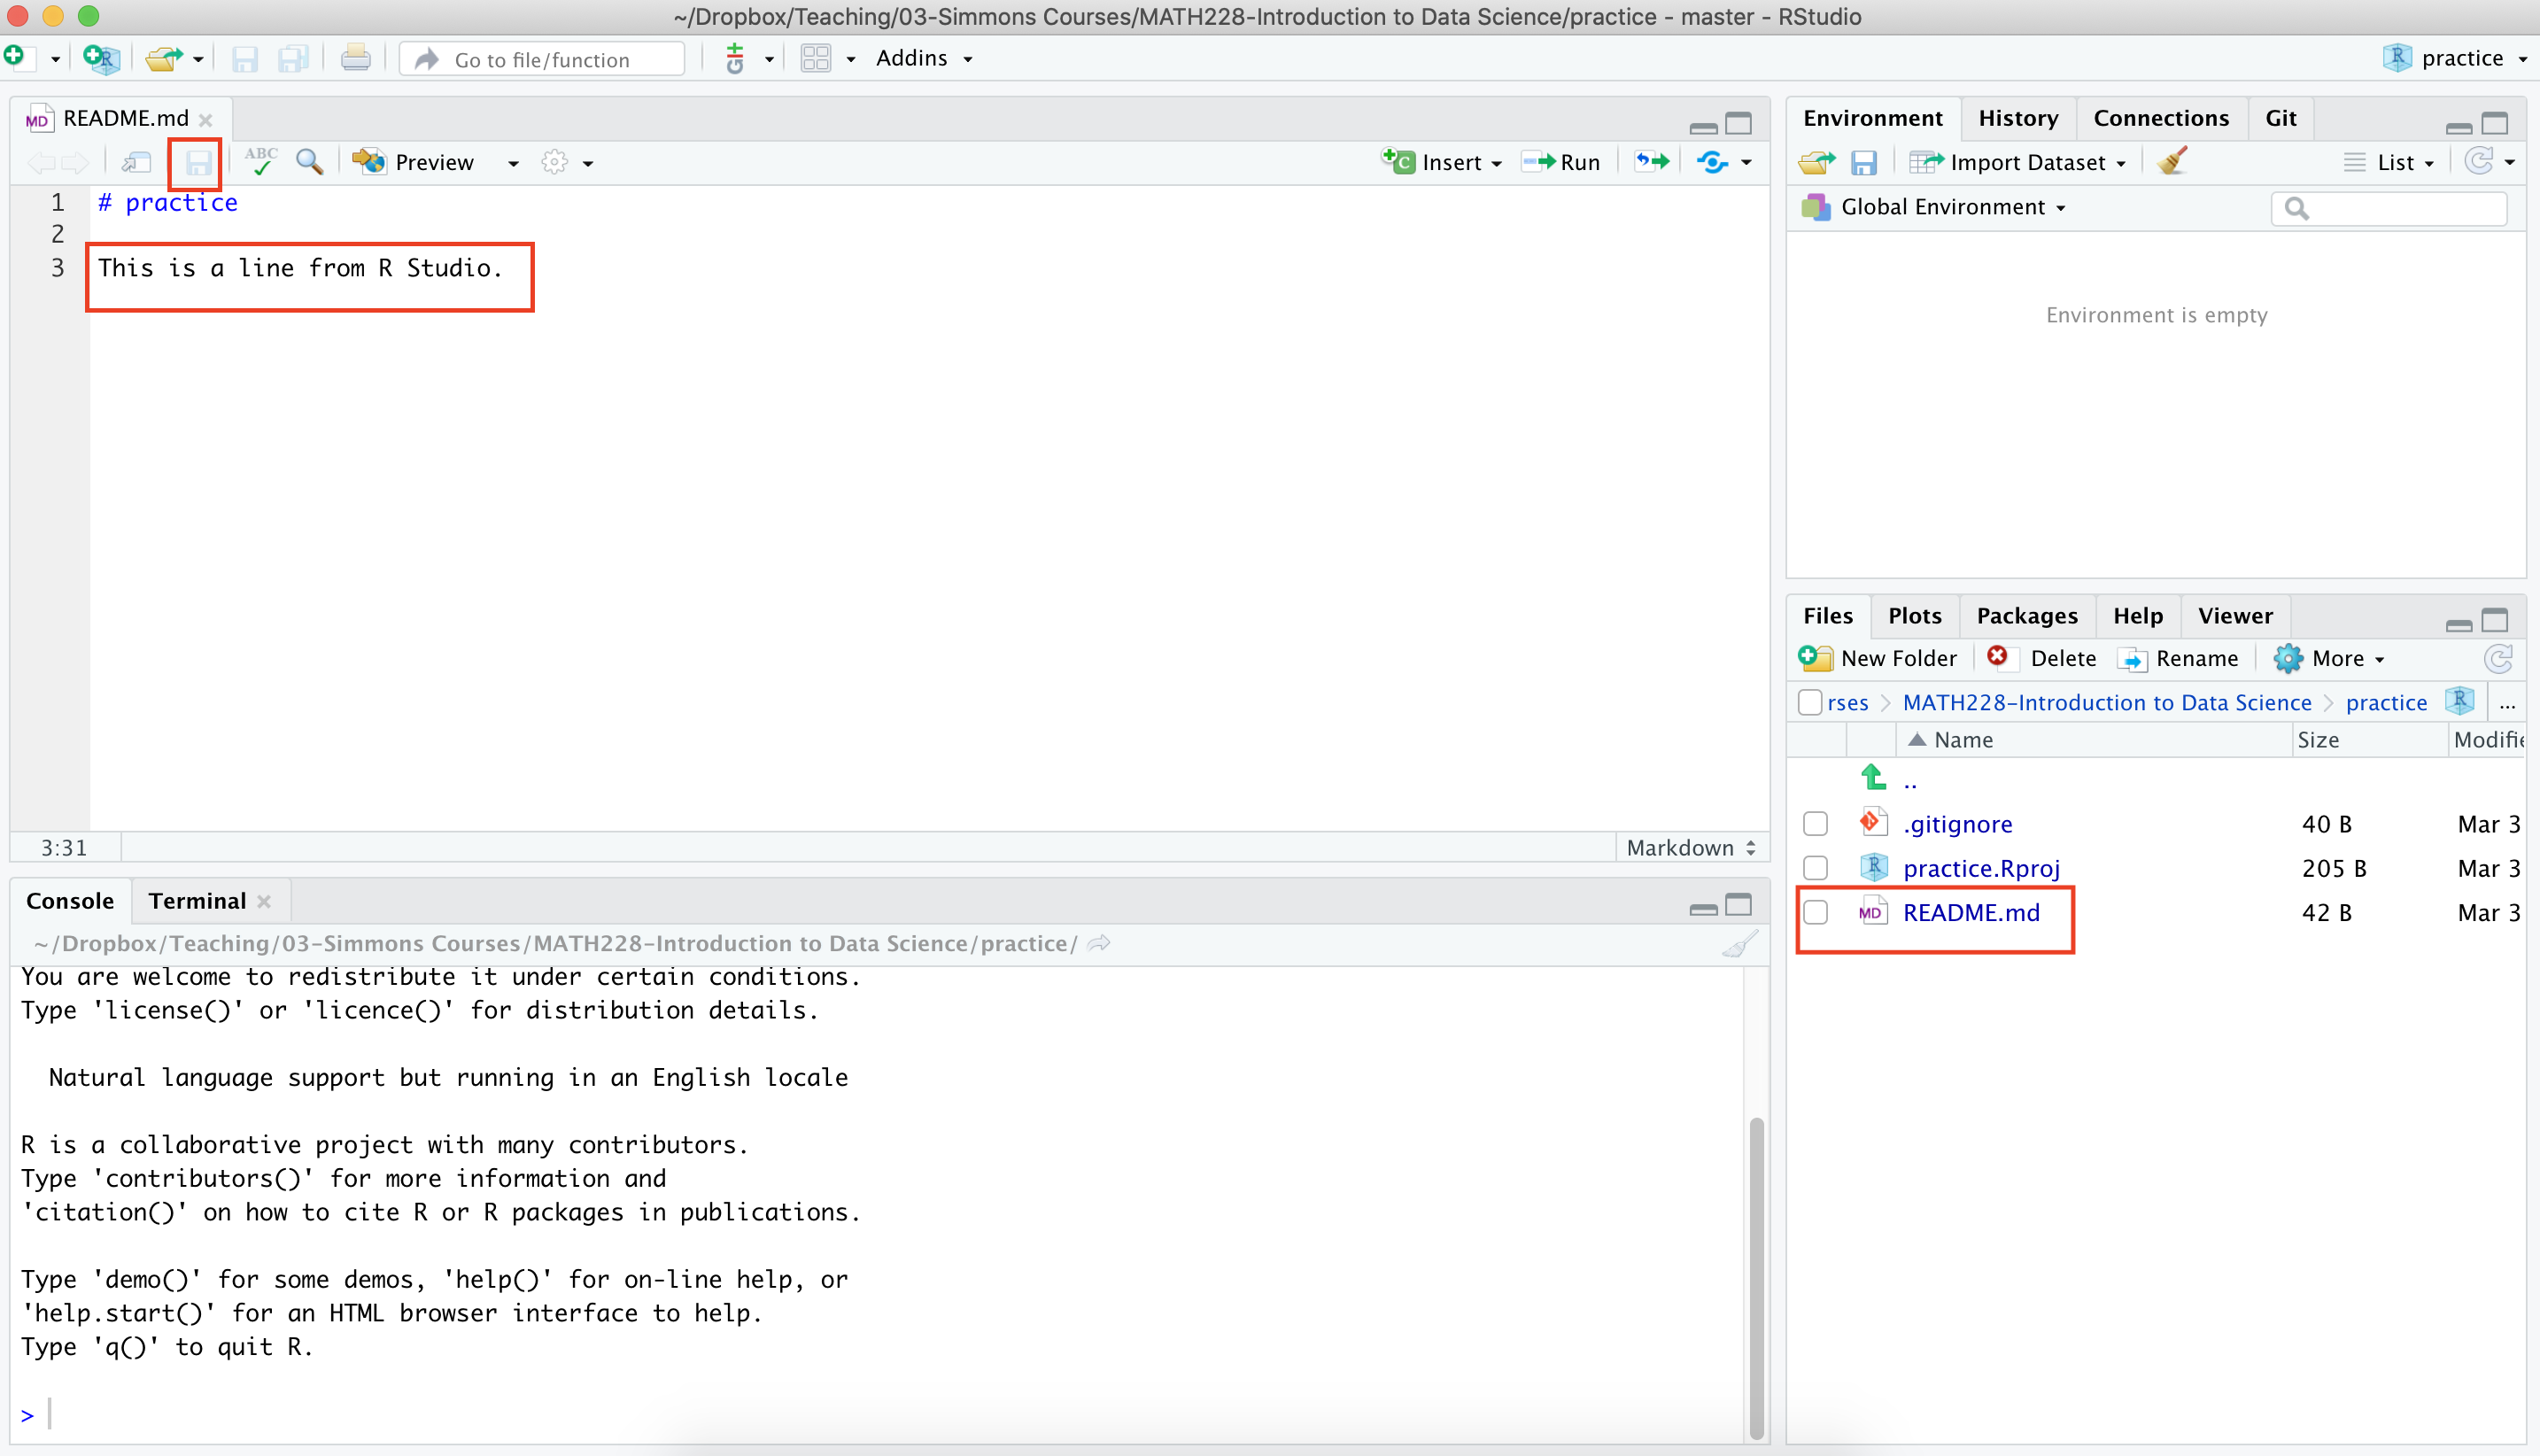 ~/Dropbox/Teaching/03-Simmons Courses/MATH228-Introduction to Data Science/practice - master - RStudio
Go to file/function
Git
Addins
practice
README.md
ABC
Preview
Insert
Run
1 # practice
2
3 This is a line from R Studio.
3:31
Markdown
Console
Terminal
~/Dropbox/Teaching/03-Simmons Courses/MATH228-Introduction to Data Science/practice/
You are welcome to redistribute it under certain conditions.
Type 'license()' or 'licence()' for distribution details.
Natural language support but running in an English locale
R is a collaborative project with many contributors.
Type 'contributors()' for more information and
'citation()' on how to cite R or R packages in publications.
Type 'demo()' for some demos, 'help()' for on-line help, or
'help.start()' for an HTML browser interface to help.
Type 'q()' to quit R.
>
Environment
History
Connections
Git
Import Dataset
List
Global Environment
Environment is empty
Files
Plots
Packages
Help
Viewer
New Folder
Delete
Rename
More
rses
MATH228-Introduction to Data Science
practice
...
Name
Size
Modifie
..
.gitignore 40 B Mar 3
practice.Rproj 205 B Mar 3
MD README.md 42 B Mar 3